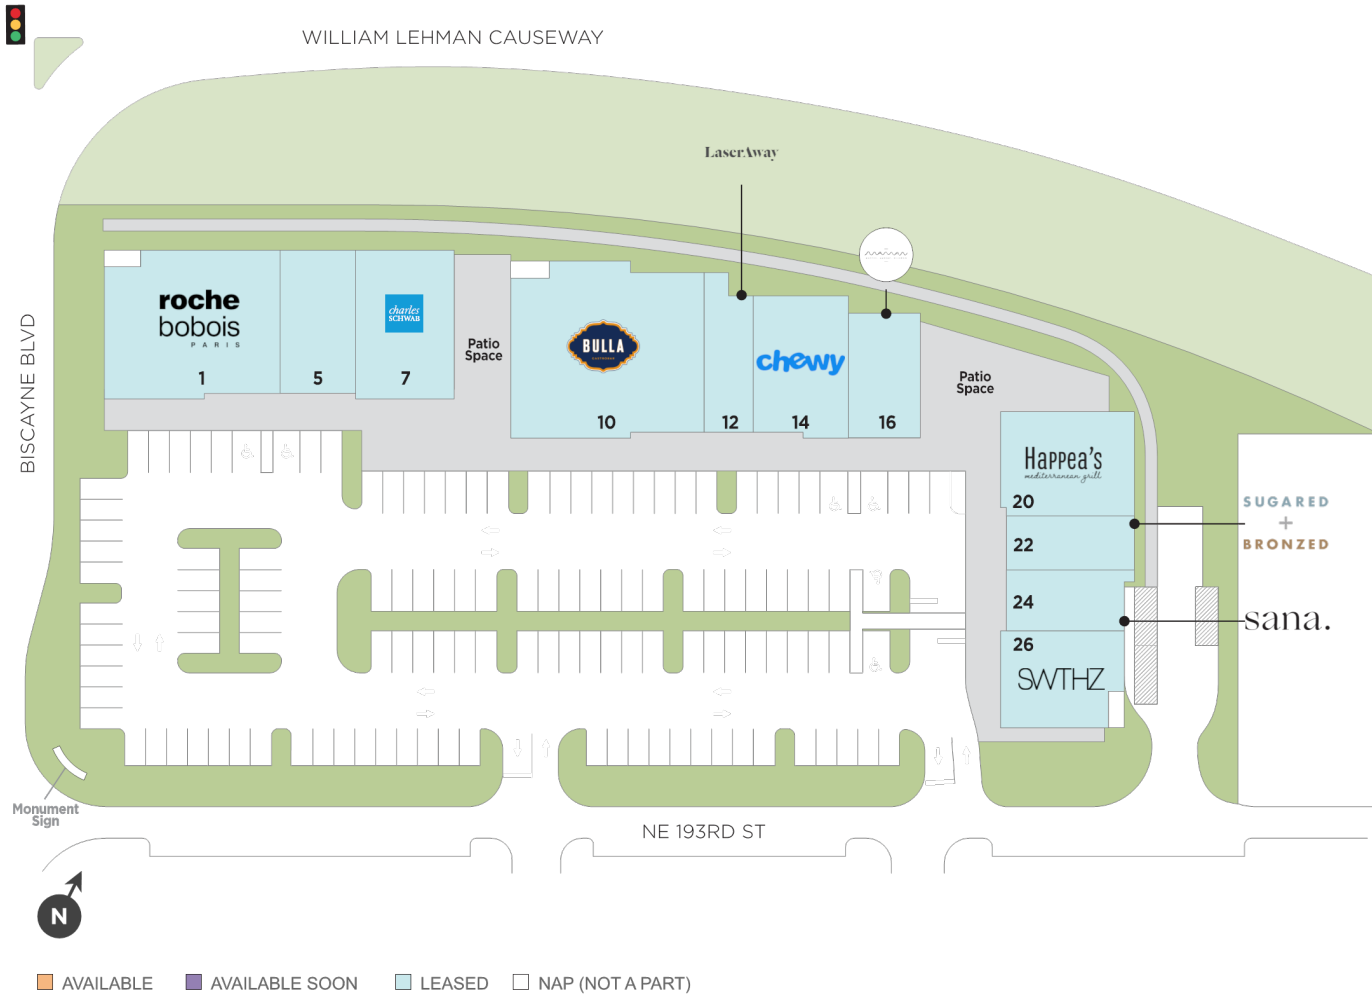 WILLIAM LEHMAN CAUSEWAY
LaserAway
BISCAYNE BLVD
roche
bobois
PARIS
1
5
charles
SCHWAB
7
Patio
Space
BULLA
GASTROBAR
10
12
chewy
14
16
Patio
Space
Happea's
mediterranean grill
20
22
24
26
SWTHZ
SUGARED
+
BRONZED
sana.
Monument
Sign
NE 193RD ST
N
AVAILABLE
AVAILABLE SOON
LEASED
NAP (NOT A PART)